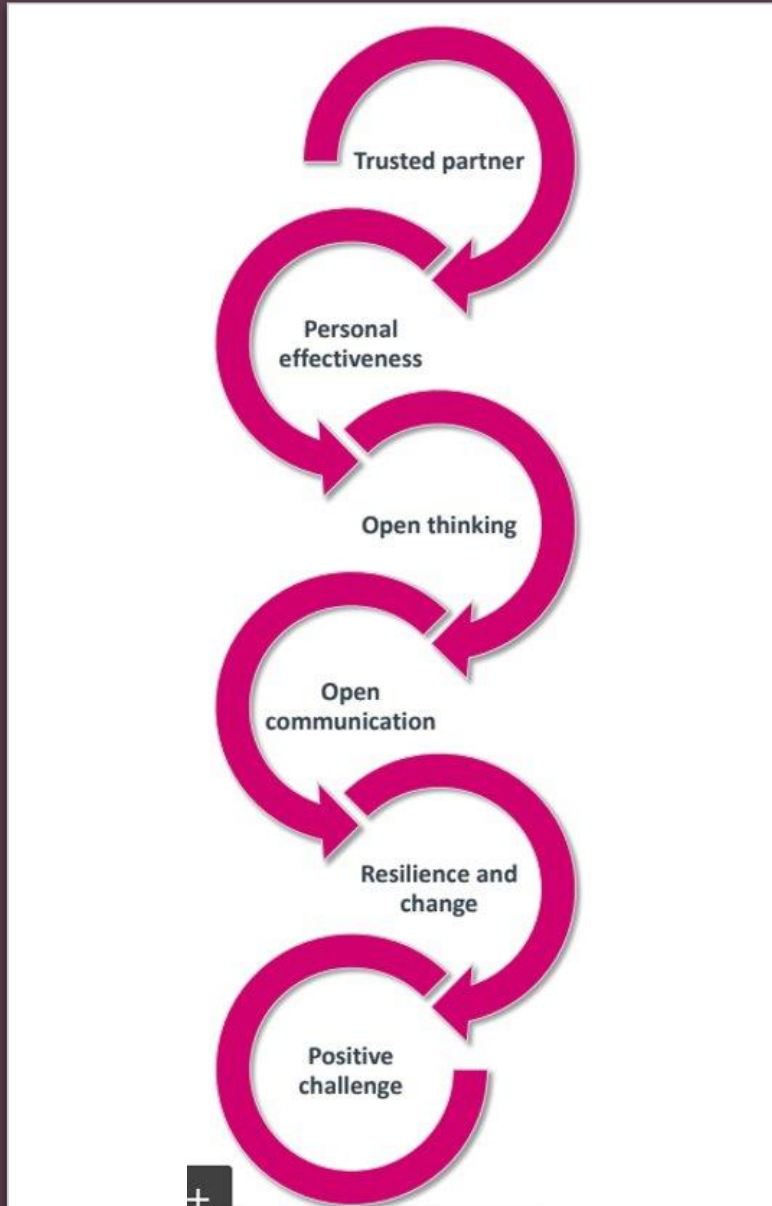 Trusted partner
Personal
effectiveness
Open thinking
Open
communication
Resilience and
change
Positive
challenge
+